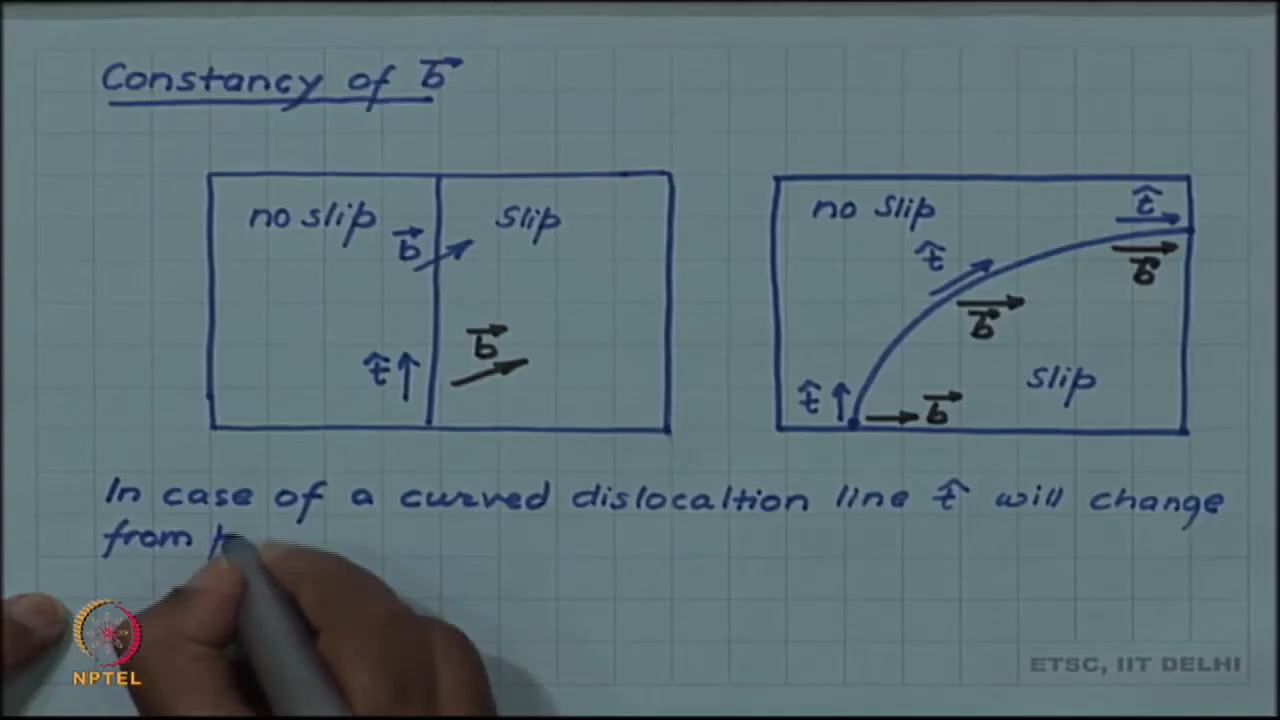 Constancy of b⃗
no slip
slip
b⃗
b⃗
t̂
no slip
t̂
t̂
b⃗
b⃗
slip
t̂
b⃗
In case of a curved dislocaltion line t̂ will change
from
NPTEL
ETSC, IIT DELHI